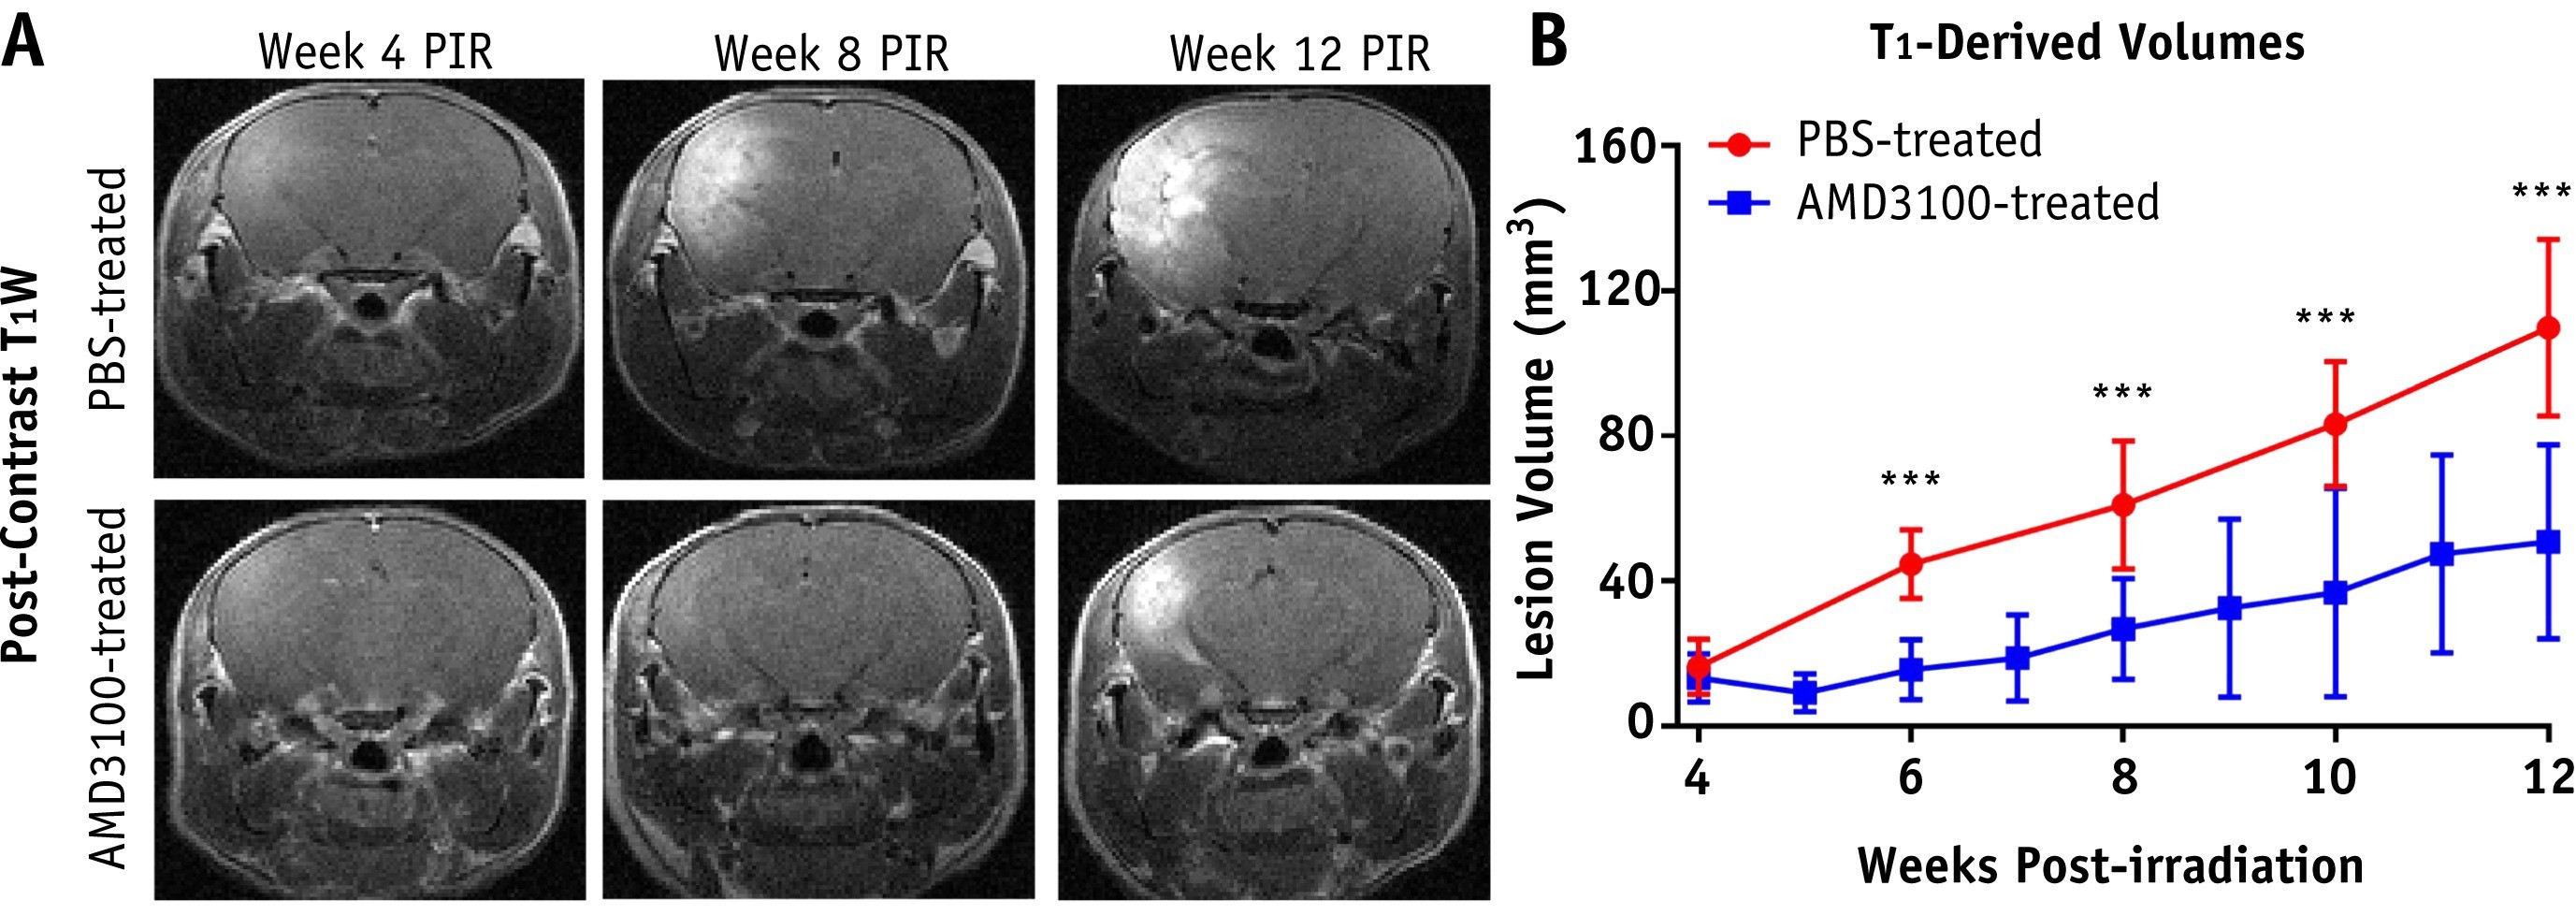 A
Week 4 PIR
Week 8 PIR
Week 12 PIR
Post-Contrast T1W
PBS-treated
AMD3100-treated
B
T1-Derived Volumes
PBS-treated
AMD3100-treated
Lesion Volume (mm³)
160
120
80
40
0
***
***
***
***
4
6
8
10
12
Weeks Post-irradiation